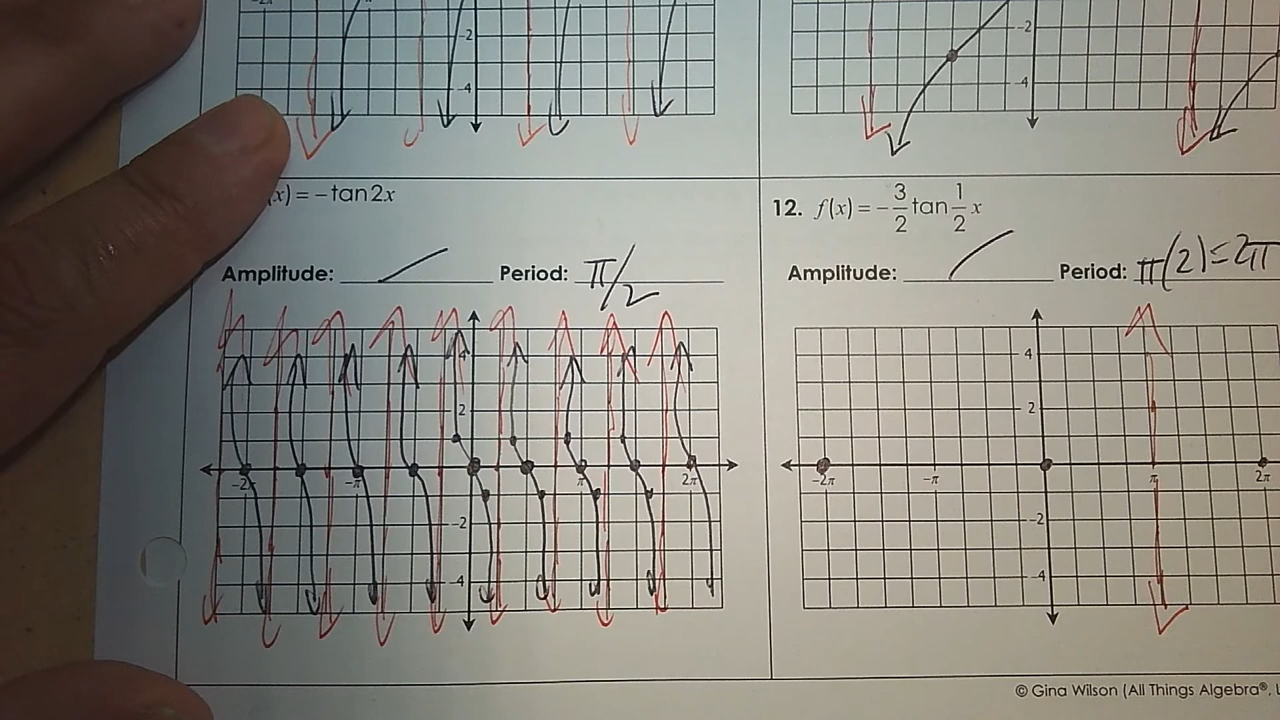 -2
-2
-4
-4
x) = -tan2x
12. f(x) = -3/2 tan 1/2 x
Amplitude: Period: π/2
Amplitude: Period: π(2)=2π
4
4
2
2
-2π -π π 2π
-2π -π π 2π
-2
-2
-4
-4
© Gina Wilson (All Things Algebra®,